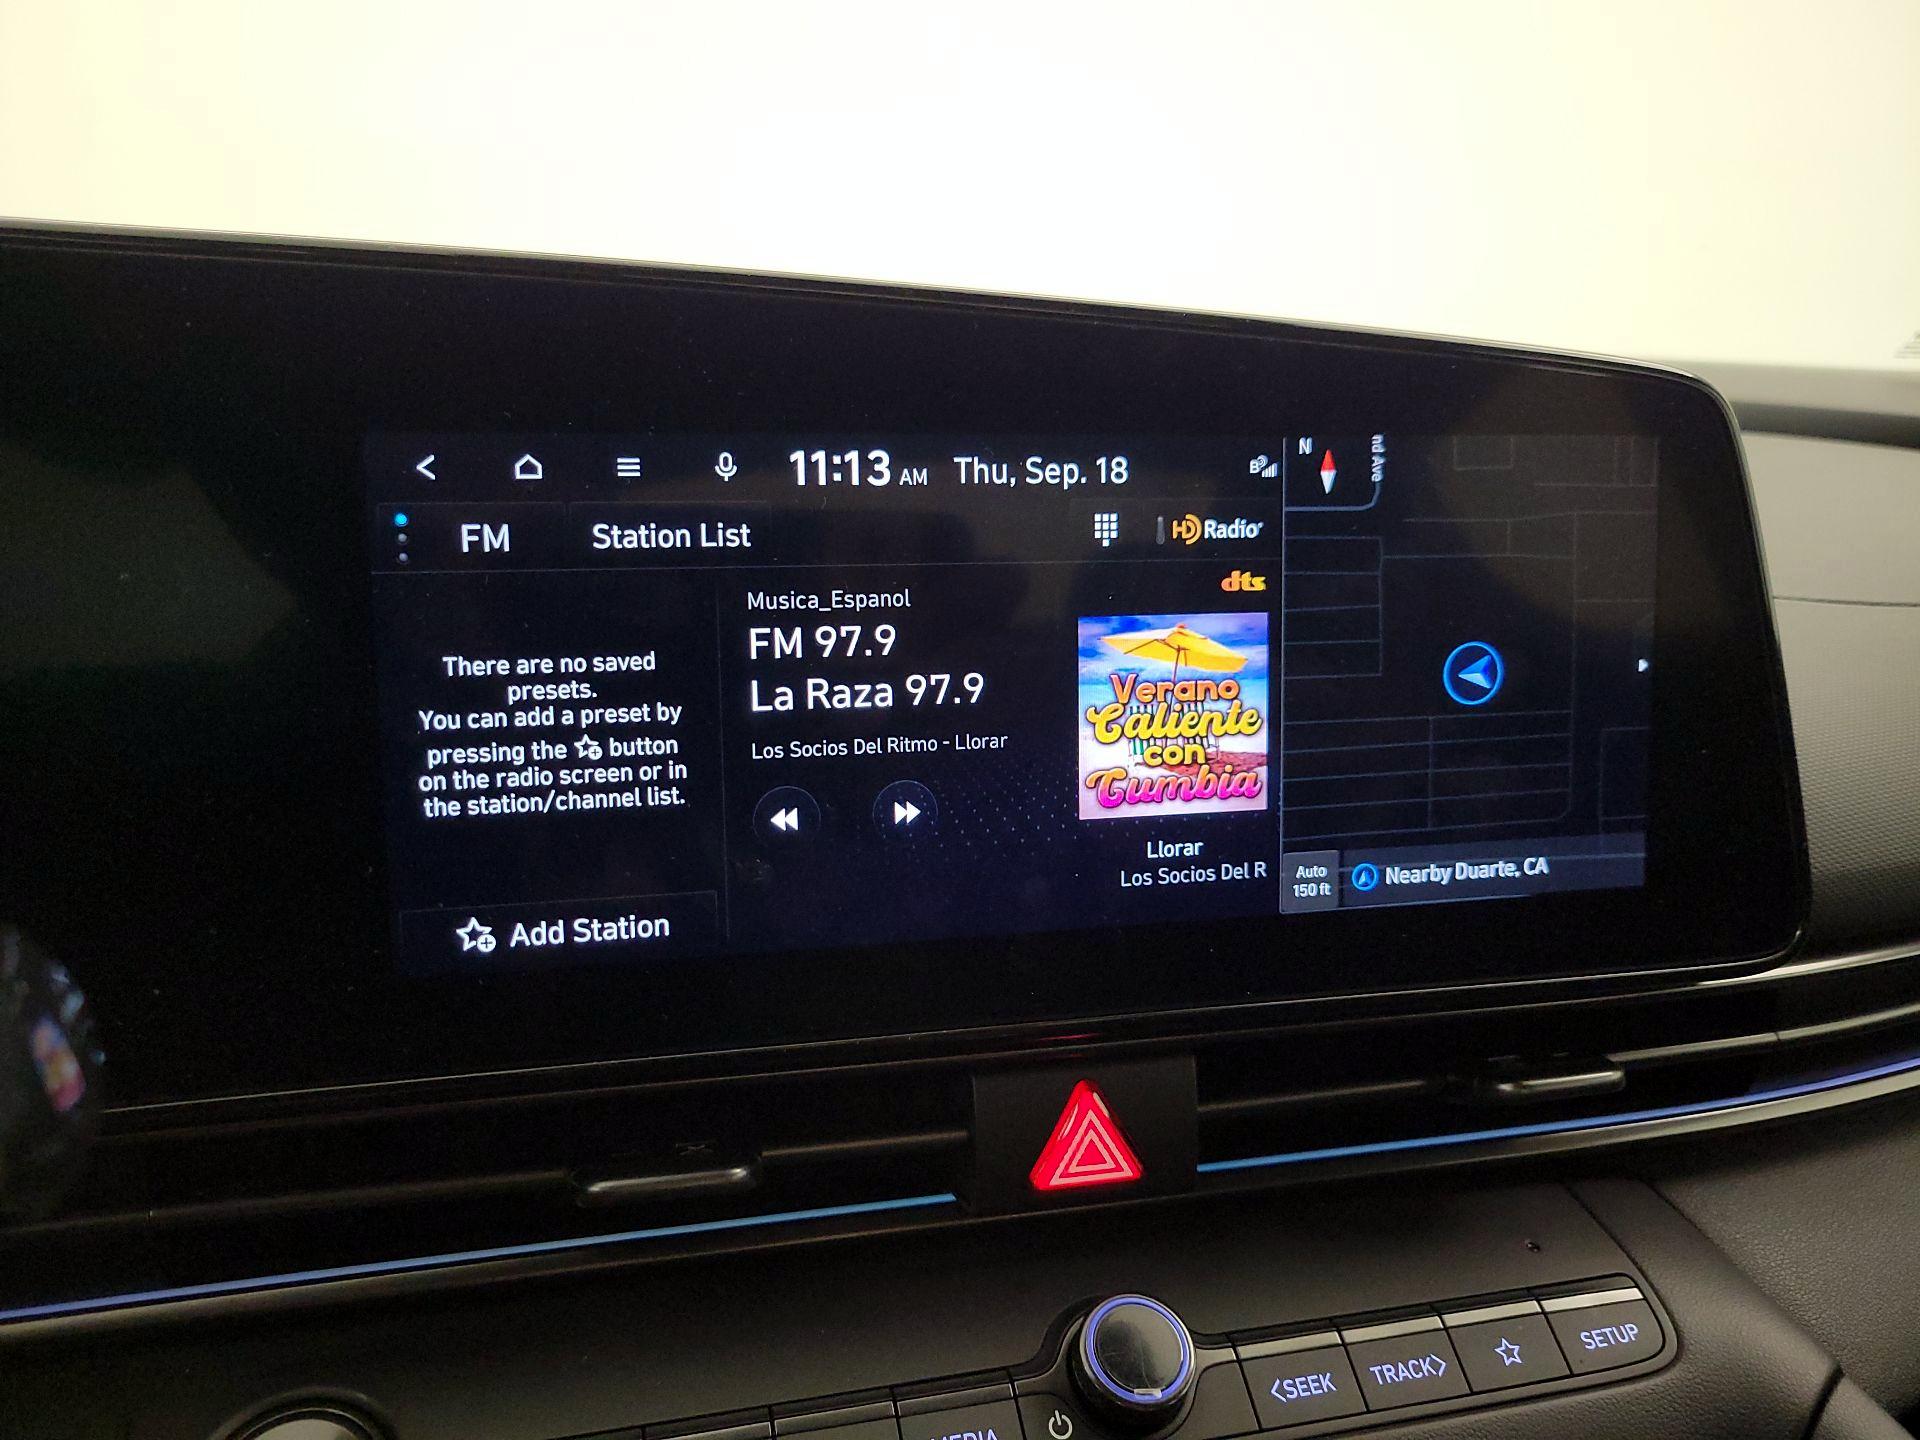 11:13 AM Thu, Sep. 18
N
nd Ave
FM
Station List
HD Radio
dts
There are no saved
presets.
You can add a preset by
pressing the button
on the radio screen or in
the station/channel list.
Add Station
Musica_Espanol
FM 97.9
La Raza 97.9
Los Socios Del Ritmo - Llorar
Verano
Caliente
con
Cumbia
Llorar
Los Socios Del R
Auto
150 ft
Nearby Duarte, CA
MEDIA
<SEEK
TRACK>
SETUP